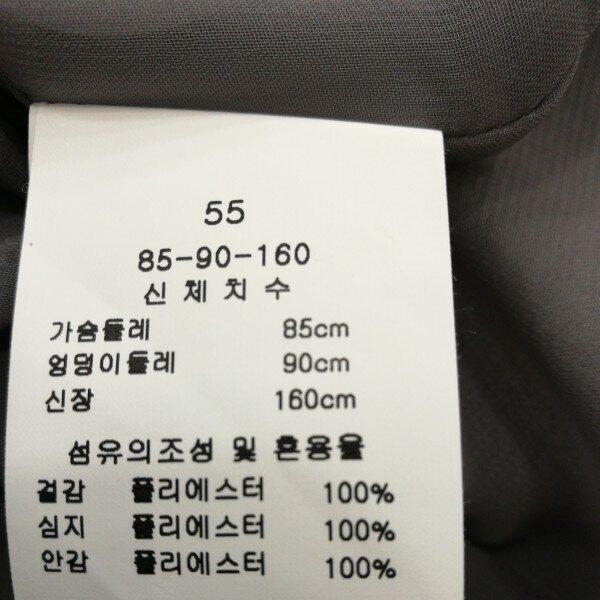 55
85-90-160
신체치수
가슴둘레 85cm
엉덩이둘레 90cm
신장 160cm
섬유의조성 및 혼용율
겉감 폴리에스터 100%
심지 폴리에스터 100%
안감 폴리에스터 100%